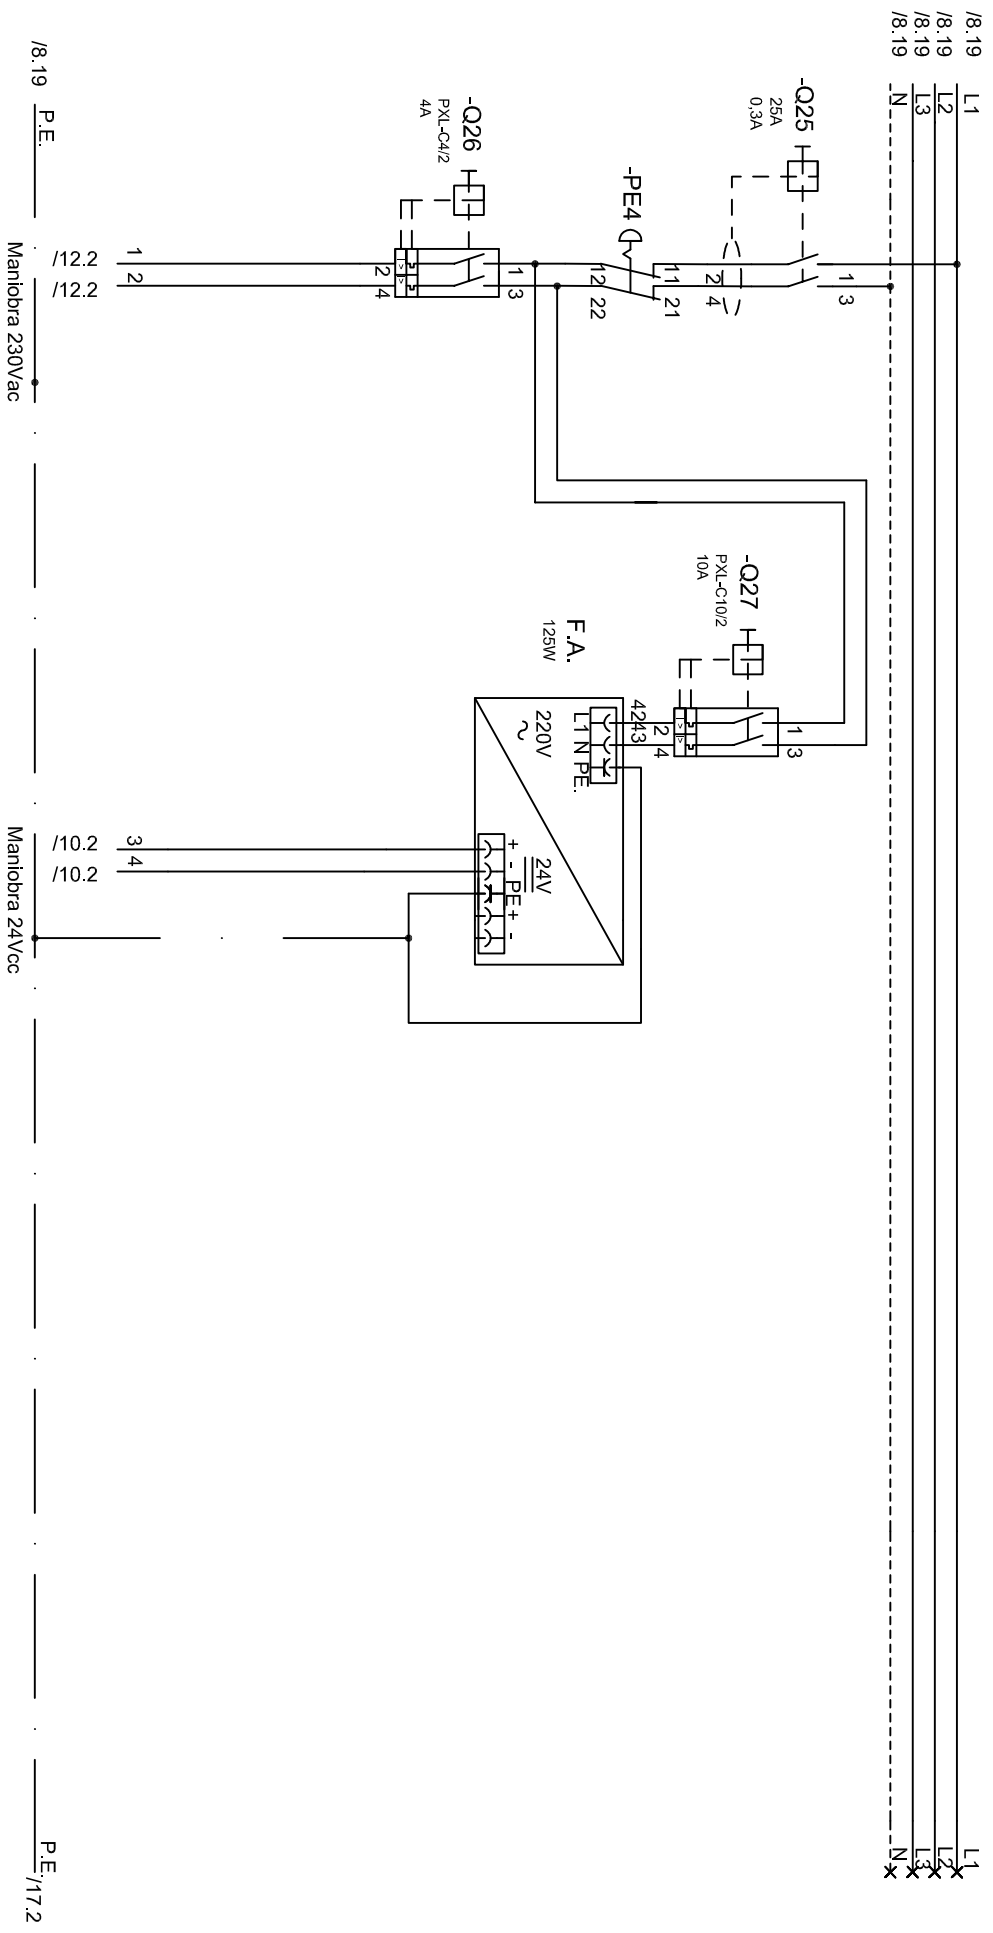 /8.19 L1 L1
/8.19 L2 L2
/8.19 L3 L3
/8.19 N N
-Q25
25A
0,3A
1 3
2 4
-PE4
11 21
12 22
-Q26
PXL-C4/2
4A
1 3
2 4
-Q27
PXL-C10/2
10A
1 3
2 4
42 43
F.A.
125W
L1 N PE.
220V
~
24V
+ - PE + -
1 2
/12.2 /12.2
3 4
/10.2 /10.2
/8.19 P.E. P.E. /17.2
Maniobra 230Vac
Maniobra 24Vcc